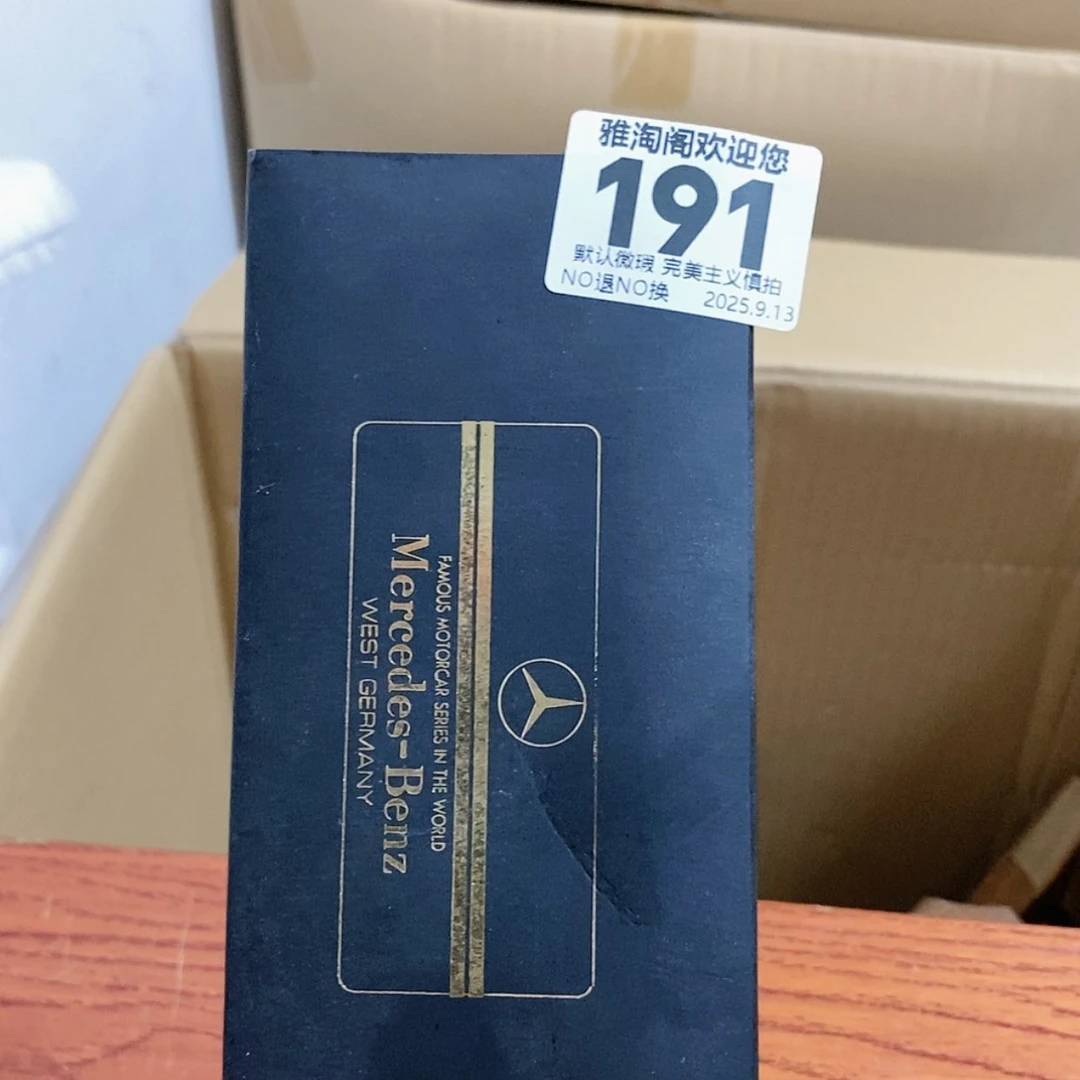 雅淘阁欢迎您
191
默认微瑕 完美主义慎拍
NO退NO换 2025.9.13
FAMOUS MOTORCAR SERIES IN THE WORLD
Mercedes-Benz
WEST GERMANY